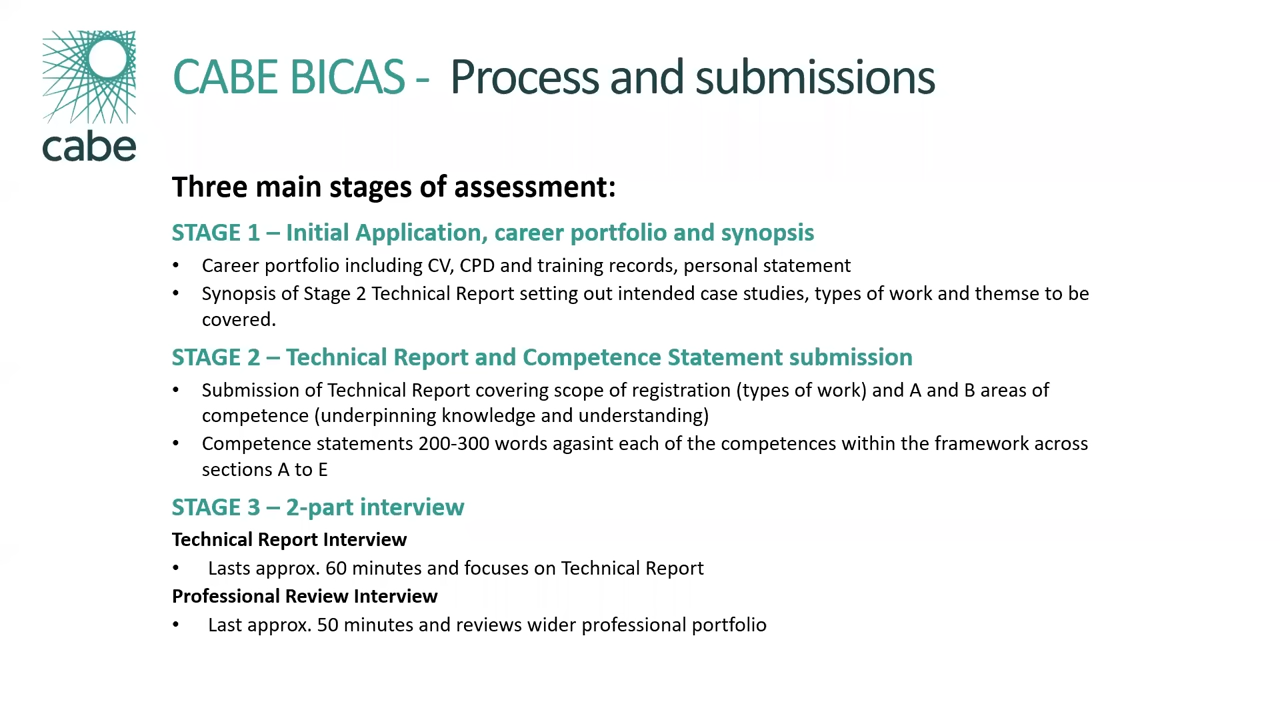 cabe
CABE BICAS - Process and submissions
Three main stages of assessment:
STAGE 1 – Initial Application, career portfolio and synopsis
• Career portfolio including CV, CPD and training records, personal statement
• Synopsis of Stage 2 Technical Report setting out intended case studies, types of work and themse to be
covered.
STAGE 2 – Technical Report and Competence Statement submission
• Submission of Technical Report covering scope of registration (types of work) and A and B areas of
competence (underpinning knowledge and understanding)
• Competence statements 200-300 words agasint each of the competences within the framework across
sections A to E
STAGE 3 – 2-part interview
Technical Report Interview
• Lasts approx. 60 minutes and focuses on Technical Report
Professional Review Interview
• Last approx. 50 minutes and reviews wider professional portfolio